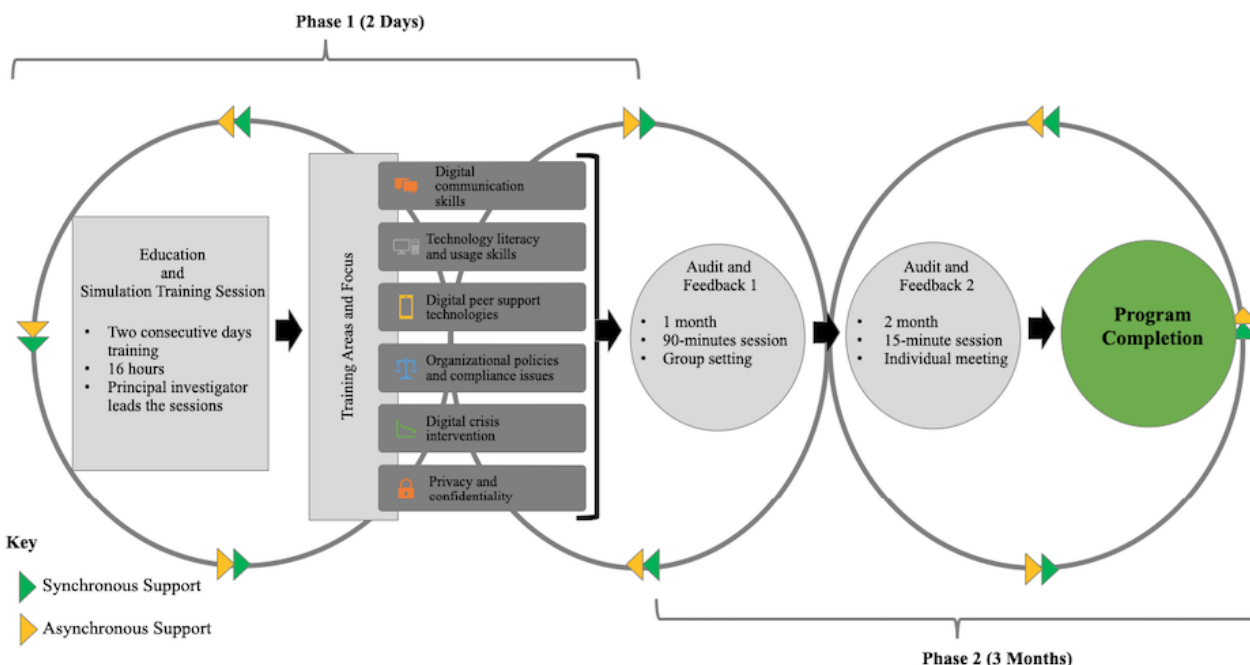 Phase 1 (2 Days)
Education
and
Simulation Training Session
• Two consecutive days
training
• 16 hours
• Principal investigator
leads the sessions
Training Areas and Focus
Digital
communication
skills
Technology literacy
and usage skills
Digital peer support
technologies
Organizational policies
and compliance issues
Digital crisis
intervention
Privacy and
confidentiality
Audit and
Feedback 1
• 1 month
• 90-minutes session
• Group setting
Audit and
Feedback 2
• 2 month
• 15-minute session
• Individual meeting
Program
Completion
Key
Synchronous Support
Asynchronous Support
Phase 2 (3 Months)